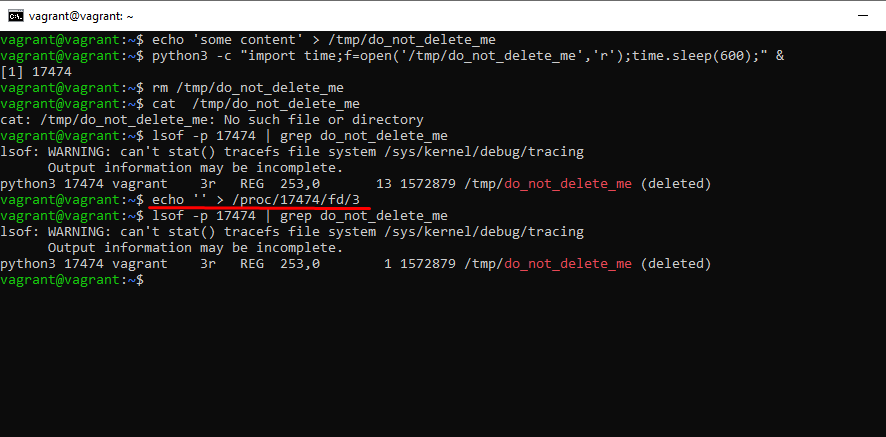 vagrant@vagrant: ~
vagrant@vagrant:~$ echo 'some content' > /tmp/do_not_delete_me
vagrant@vagrant:~$ python3 -c "import time;f=open('/tmp/do_not_delete_me','r');time.sleep(600);" &
[1] 17474
vagrant@vagrant:~$ rm /tmp/do_not_delete_me
vagrant@vagrant:~$ cat  /tmp/do_not_delete_me
cat: /tmp/do_not_delete_me: No such file or directory
vagrant@vagrant:~$ lsof -p 17474 | grep do_not_delete_me
lsof: WARNING: can't stat() tracefs file system /sys/kernel/debug/tracing
      Output information may be incomplete.
python3 17474 vagrant    3r   REG  253,0       13 1572879 /tmp/do_not_delete_me (deleted)
vagrant@vagrant:~$ echo '' > /proc/17474/fd/3
vagrant@vagrant:~$ lsof -p 17474 | grep do_not_delete_me
lsof: WARNING: can't stat() tracefs file system /sys/kernel/debug/tracing
      Output information may be incomplete.
python3 17474 vagrant    3r   REG  253,0        1 1572879 /tmp/do_not_delete_me (deleted)
vagrant@vagrant:~$